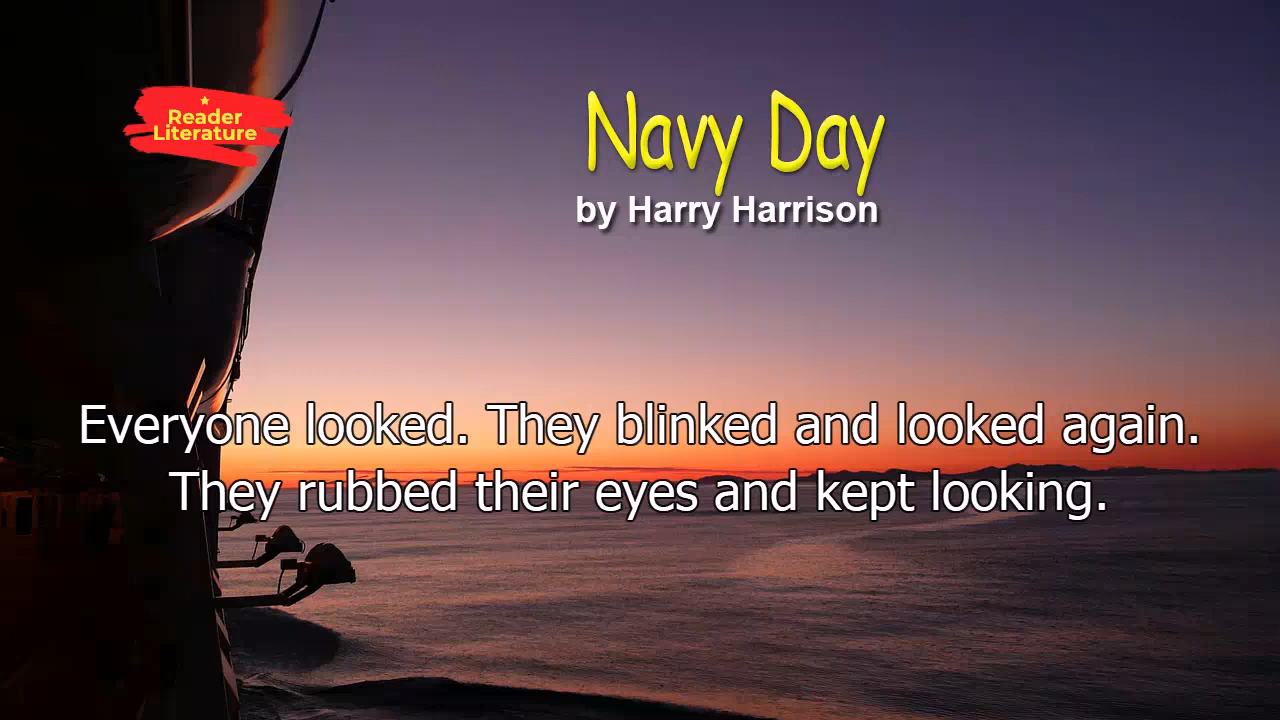 Reader
Literature
Navy Day
by Harry Harrison
Everyone looked. They blinked and looked again.
They rubbed their eyes and kept looking.